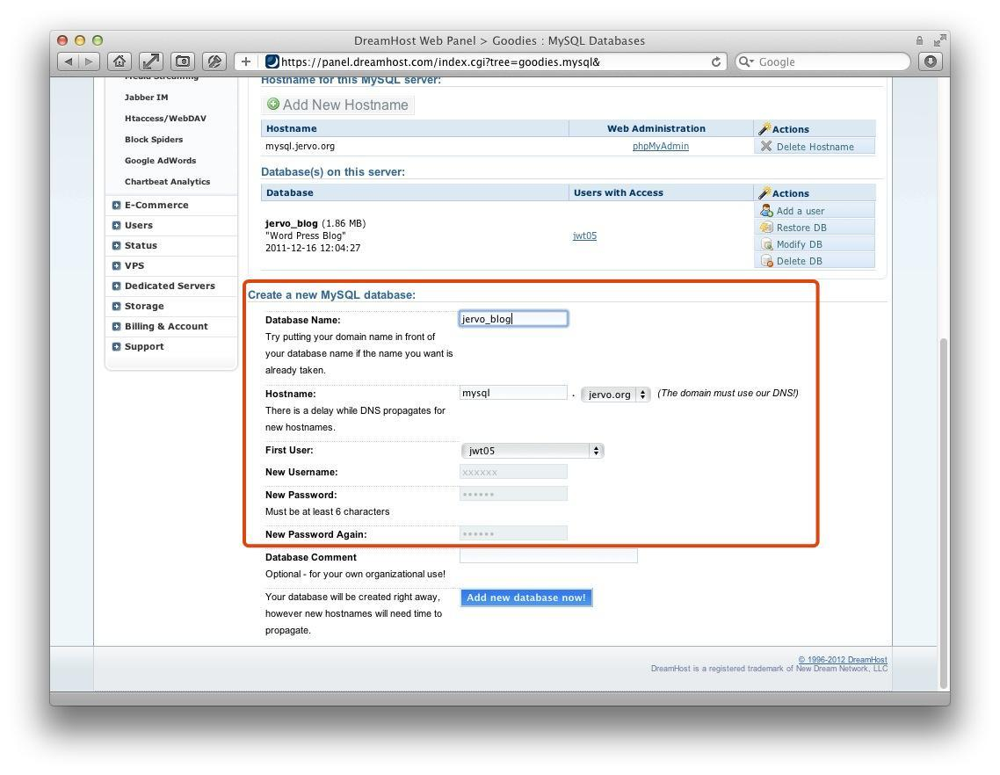 DreamHost Web Panel > Goodies : MySQL Databases
https://panel.dreamhost.com/index.cgi?tree=goodies.mysql&
Google
Media Streaming
Jabber IM
Htaccess/WebDAV
Block Spiders
Google AdWords
Chartbeat Analytics
E-Commerce
Users
Status
VPS
Dedicated Servers
Storage
Billing & Account
Support
Hostname for this MySQL server:
Add New Hostname
Hostname Web Administration Actions
mysql.jervo.org phpMyAdmin Delete Hostname
Database(s) on this server:
Database Users with Access Actions
jervo_blog (1.86 MB)
"Word Press Blog"
2011-12-16 12:04:27
jwt05
Add a user
Restore DB
Modify DB
Delete DB
Create a new MySQL database:
Database Name: jervo_blog
Try putting your domain name in front of
your database name if the name you want is
already taken.
Hostname: mysql . jervo.org (The domain must use our DNS!)
There is a delay while DNS propagates for
new hostnames.
First User: jwt05
New Username: xxxxxx
New Password: ••••••
Must be at least 6 characters
New Password Again: ••••••
Database Comment
Optional - for your own organizational use!
Your database will be created right away,
however new hostnames will need time to
propagate.
Add new database now!
© 1996-2012 DreamHost
DreamHost is a registered trademark of New Dream Network, LLC